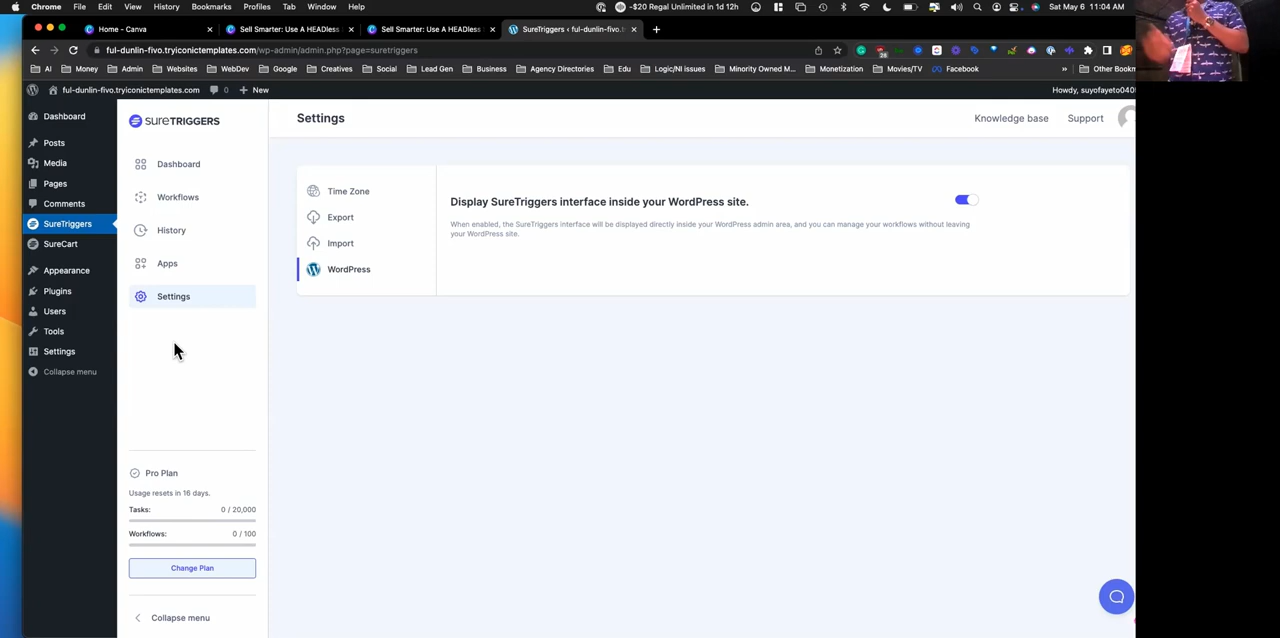 Chrome File Edit View History Bookmarks Profiles Tab Window Help
-$20 Regal Unlimited in 1d 12h
Sat May 6 11:04 AM
Home - Canva
Sell Smarter: Use A HEADless
Sell Smarter: Use A HEADless
SureTriggers ‹ ful-dunlin-fivo.t
ful-dunlin-fivo.tryiconictemplates.com/wp-admin/admin.php?page=suretriggers
AI Money Admin Websites WebDev Google Creatives Social Lead Gen Business Agency Directories Edu Logic/NI issues Minority Owned M... Monetization Movies/TV Facebook » Other Bookm
ful-dunlin-fivo.tryiconictemplates.com 0 New
Howdy, suyofayeto040
Dashboard
Posts
Media
Pages
Comments
SureTriggers
SureCart
Appearance
Plugins
Users
Tools
Settings
Collapse menu
SURETRIGGERS
Dashboard
Workflows
History
Apps
Settings
Pro Plan
Usage resets in 16 days.
Tasks: 0 / 20,000
Workflows: 0 / 100
Change Plan
Collapse menu
Settings
Knowledge base Support
Time Zone
Export
Import
WordPress
Display SureTriggers interface inside your WordPress site.
When enabled, the SureTriggers interface will be displayed directly inside your WordPress admin area, and you can manage your workflows without leaving
your WordPress site.